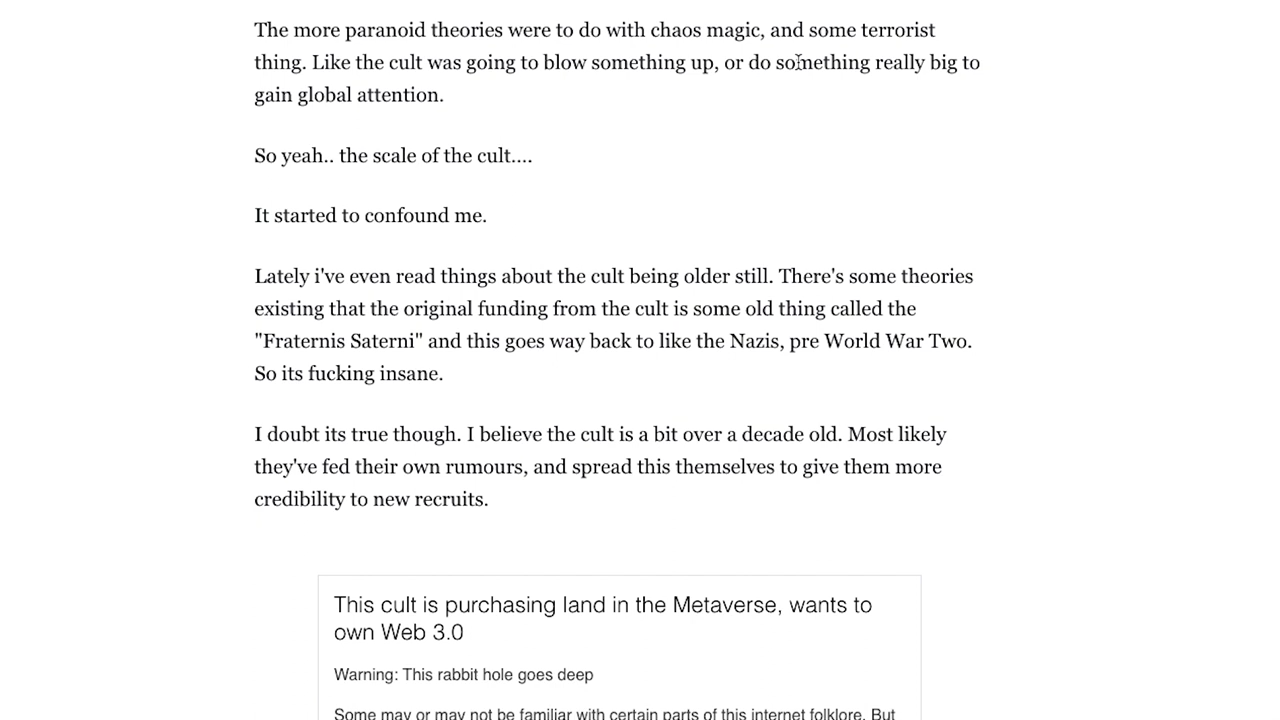 The more paranoid theories were to do with chaos magic, and some terrorist
thing. Like the cult was going to blow something up, or do something really big to
gain global attention.
So yeah.. the scale of the cult....
It started to confound me.
Lately i've even read things about the cult being older still. There's some theories
existing that the original funding from the cult is some old thing called the
"Fraternis Saterni" and this goes way back to like the Nazis, pre World War Two.
So its fucking insane.
I doubt its true though. I believe the cult is a bit over a decade old. Most likely
they've fed their own rumours, and spread this themselves to give them more
credibility to new recruits.
This cult is purchasing land in the Metaverse, wants to
own Web 3.0
Warning: This rabbit hole goes deep
Some may or may not be familiar with certain parts of this internet folklore. But